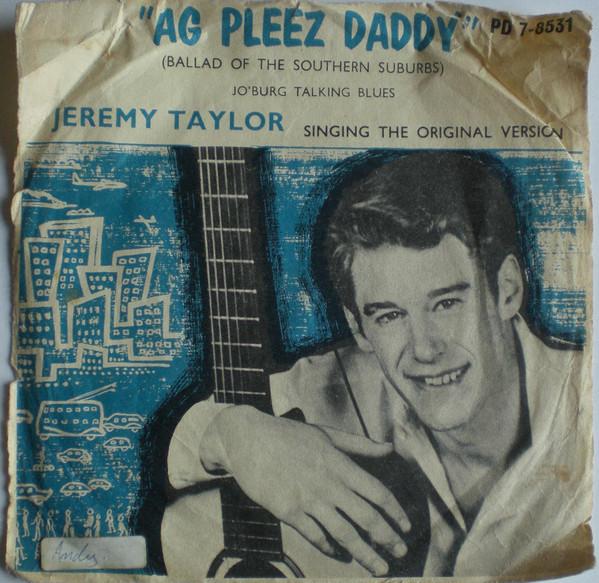 "AG PLEEZ DADDY" PD 7-8531
(BALLAD OF THE SOUTHERN SUBURBS)
JO'BURG TALKING BLUES
JEREMY TAYLOR SINGING THE ORIGINAL VERSION
Andy.